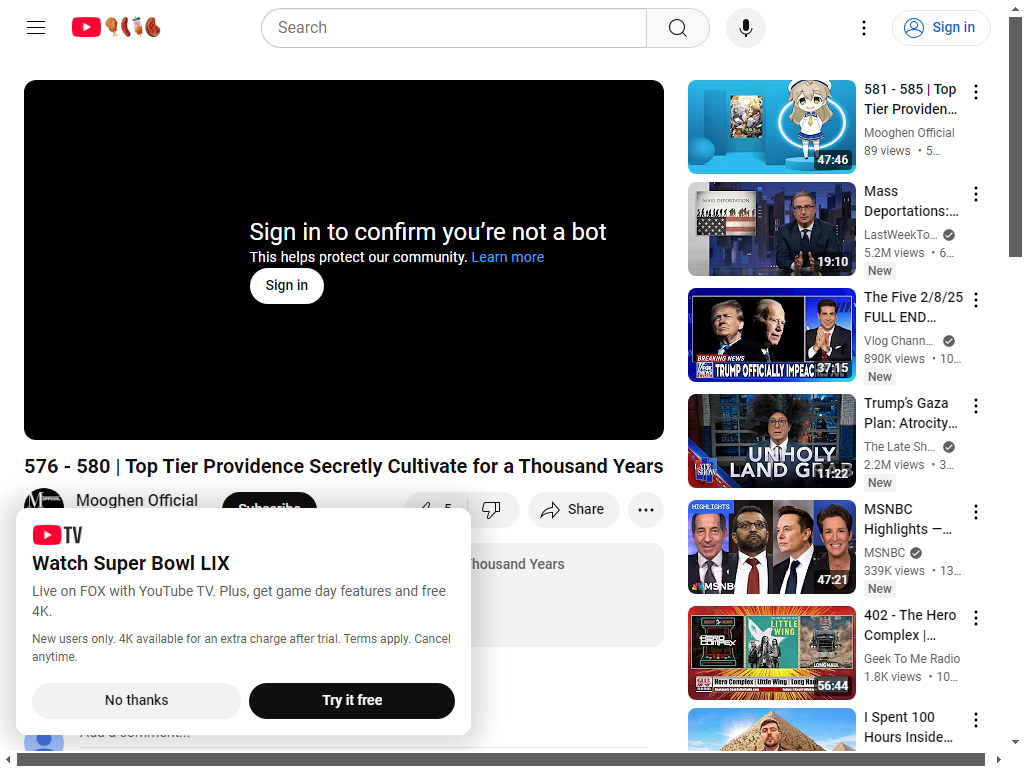 Search
Sign in
Sign in to confirm you’re not a bot
This helps protect our community. Learn more
Sign in
576 - 580 | Top Tier Providence Secretly Cultivate for a Thousand Years
Mooghen Official
Subscribe
5
Share
Thousand Years
TV
Watch Super Bowl LIX
Live on FOX with YouTube TV. Plus, get game day features and free
4K.
New users only. 4K available for an extra charge after trial. Terms apply. Cancel
anytime.
No thanks
Try it free
Add a comment...
581 - 585 | Top
Tier Providen...
Mooghen Official
89 views • 5...
47:46
MASS DEPORTATION
19:10
Mass
Deportations:...
LastWeekTo...
5.2M views • 6...
New
BREAKING NEWS
TRUMP OFFICIALLY
37:15
The Five 2/8/25
FULL END...
Vlog Chann...
890K views • 10...
New
LATE SHOW
UNHOLY
LAND GRAB
11:22
Trump’s Gaza
Plan: Atrocity...
The Late Sh...
2.2M views • 3...
New
HIGHLIGHTS
MSNBC
47:21
MSNBC
Highlights —...
MSNBC
339K views • 13...
New
HERO
COMPLEX
LITTLE
WING
LONG HAUL
Hero Complex | Little Wing | Long Hau
56:44
402 - The Hero
Complex |...
Geek To Me Radio
1.8K views • 10...
I Spent 100
Hours Inside...